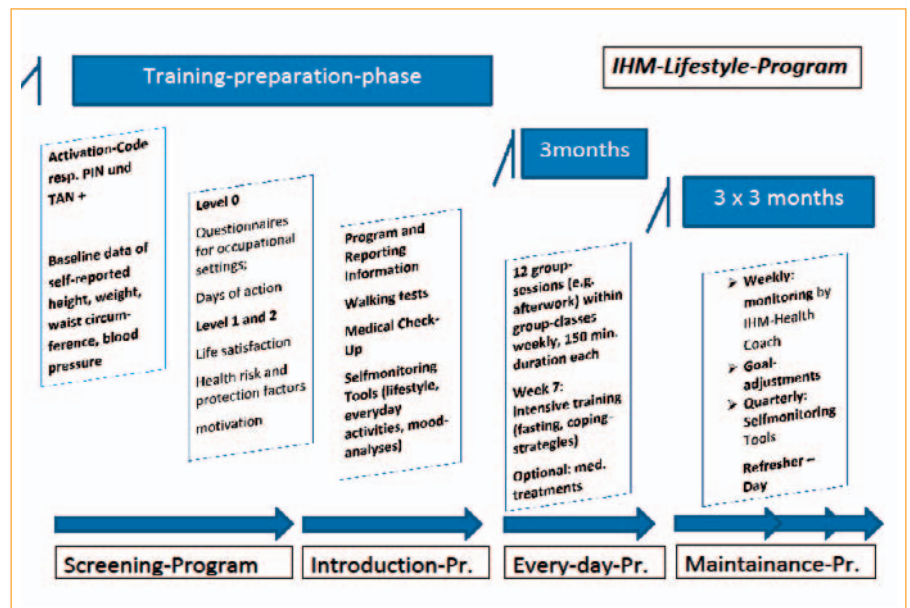 Training-preparation-phase
IHM-Lifestyle-Program
3months
3 x 3 months
Activation-Code
resp. PIN und
TAN +
Baseline data of
self-reported
height, weight,
waist circum-
ference, blood
pressure
Level 0
Questionnaires
for occupational
settings;
Days of action
Level 1 and 2
Life satisfaction
Health risk and
protection factors
motivation
Program and
Reporting
Information
Walking tests
Medical Check-
Up
Selfmonitoring
Tools (lifestyle,
everyday
activities, mood-
analyses)
12 group-
sessions (e.g.
afterwork) within
group-classes
weekly, 150 min.
duration each
Week 7:
Intensive training
(fasting, coping-
strategies)
Optional: med.
treatments
➢ Weekly:
monitoring by
IHM-Health
Coach
➢ Goal-
adjustments
➢ Quarterly:
Selfmonitoring
Tools
Refresher –
Day
Screening-Program
Introduction-Pr.
Every-day-Pr.
Maintainance-Pr.